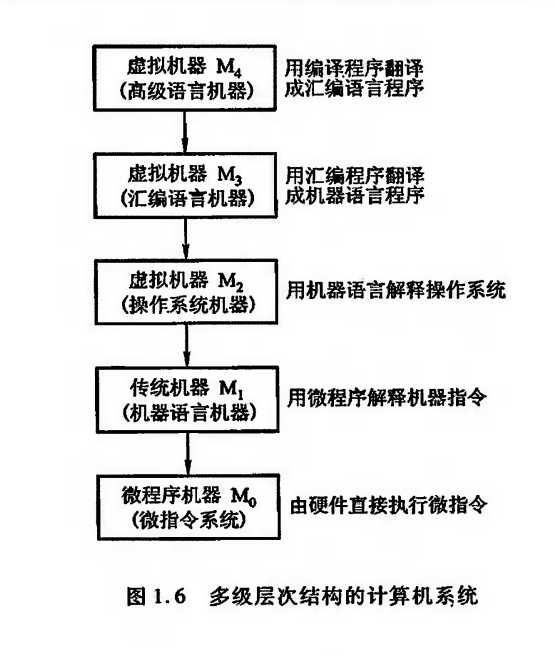 虚拟机器 M₄
(高级语言机器)
用编译程序翻译
成汇编语言程序
虚拟机器 M₃
(汇编语言机器)
用汇编程序翻译
成机器语言程序
虚拟机器 M₂
(操作系统机器)
用机器语言解释操作系统
传统机器 M₁
(机器语言机器)
用微程序解释机器指令
微程序机器 M₀
(微指令系统)
由硬件直接执行微指令
图 1.6 多级层次结构的计算机系统